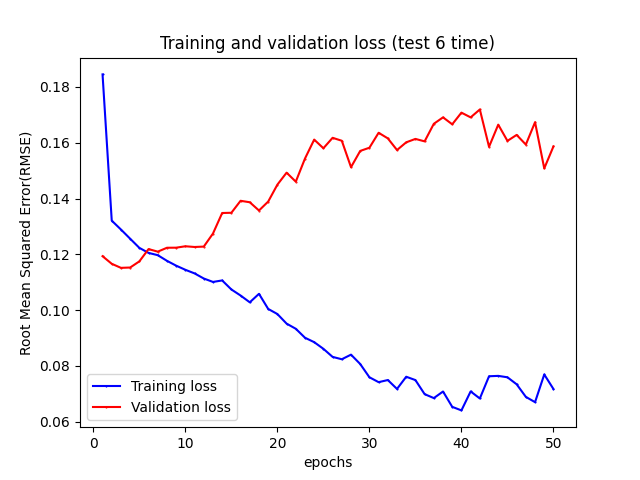 Training and validation loss (test 6 time)
Root Mean Squared Error(RMSE)
0.18
0.16
0.14
0.12
0.10
0.08
0.06
Training loss
Validation loss
0
10
20
30
40
50
epochs